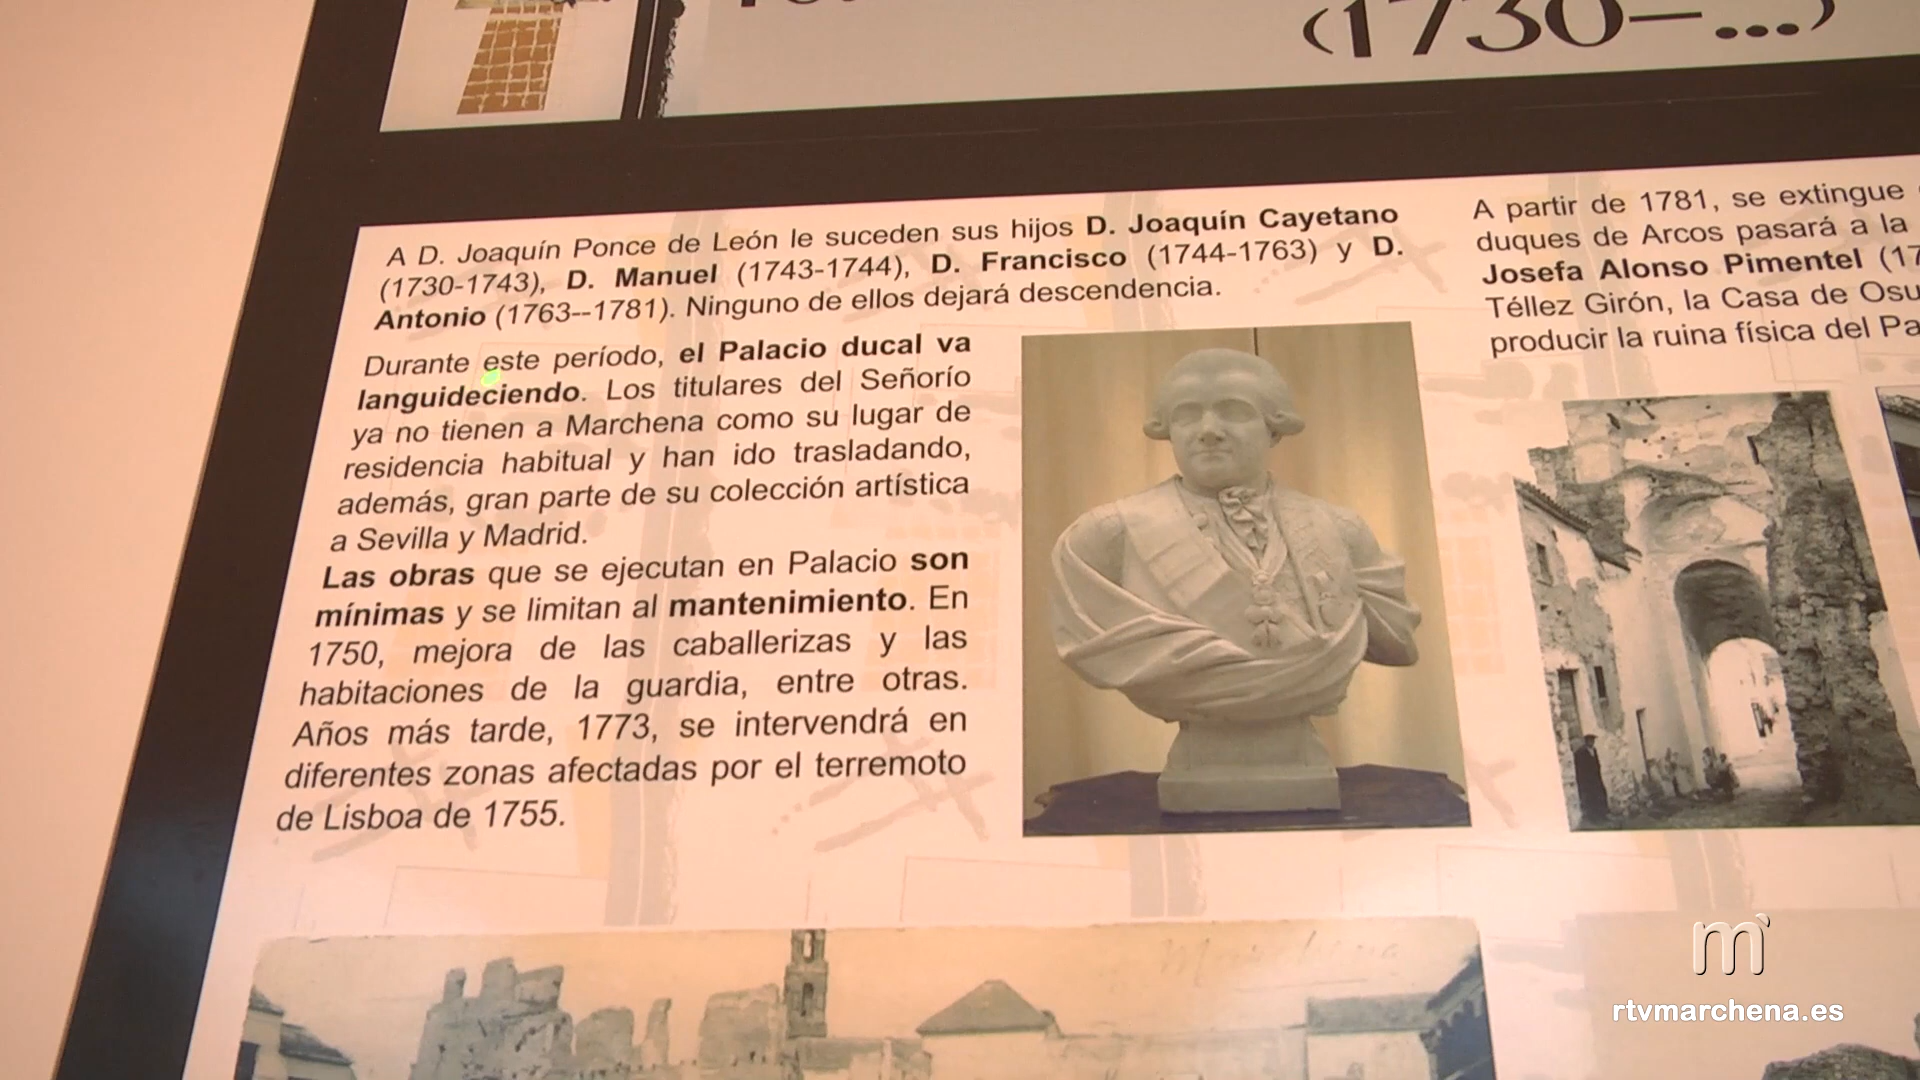 (1730–...)
A D. Joaquín Ponce de León le suceden sus hijos D. Joaquín Cayetano
(1730-1743), D. Manuel (1743-1744), D. Francisco (1744-1763) y D.
Antonio (1763--1781). Ninguno de ellos dejará descendencia.
Durante este período, el Palacio ducal va
languideciendo. Los titulares del Señorío
ya no tienen a Marchena como su lugar de
residencia habitual y han ido trasladando,
además, gran parte de su colección artística
a Sevilla y Madrid.
Las obras que se ejecutan en Palacio son
mínimas y se limitan al mantenimiento. En
1750, mejora de las caballerizas y las
habitaciones de la guardia, entre otras.
Años más tarde, 1773, se intervendrá en
diferentes zonas afectadas por el terremoto
de Lisboa de 1755.
A partir de 1781, se extingue
duques de Arcos pasará a la
Josefa Alonso Pimentel (17
Téllez Girón, la Casa de Osu
producir la ruina física del Pa
Marchena
m
rtvmarchena.es